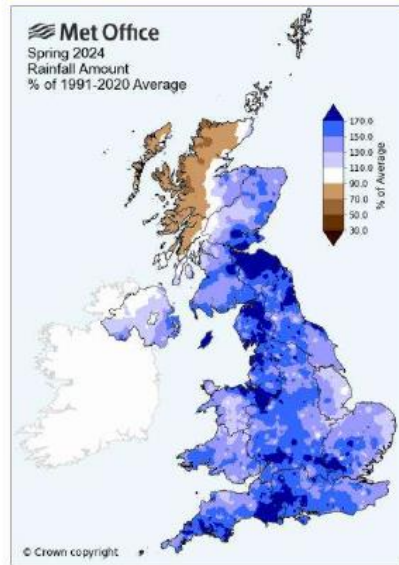 Met Office
Spring 2024
Rainfall Amount
% of 1991-2020 Average
170.0
150.0
130.0
110.0
90.0
70.0
50.0
30.0
% of Average
© Crown copyright